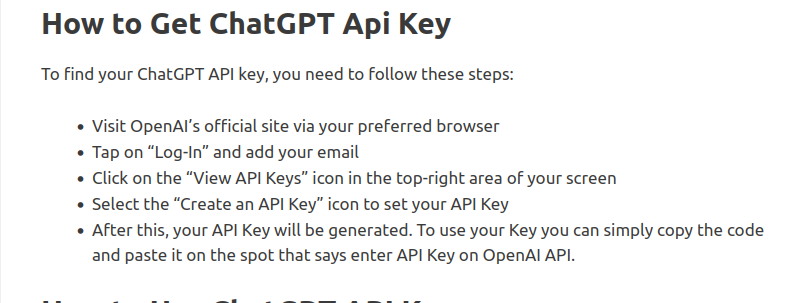 How to Get ChatGPT Api Key
To find your ChatGPT API key, you need to follow these steps:
• Visit OpenAI’s official site via your preferred browser
• Tap on “Log-In” and add your email
• Click on the “View API Keys” icon in the top-right area of your screen
• Select the “Create an API Key” icon to set your API Key
• After this, your API Key will be generated. To use your Key you can simply copy the code
and paste it on the spot that says enter API Key on OpenAI API.